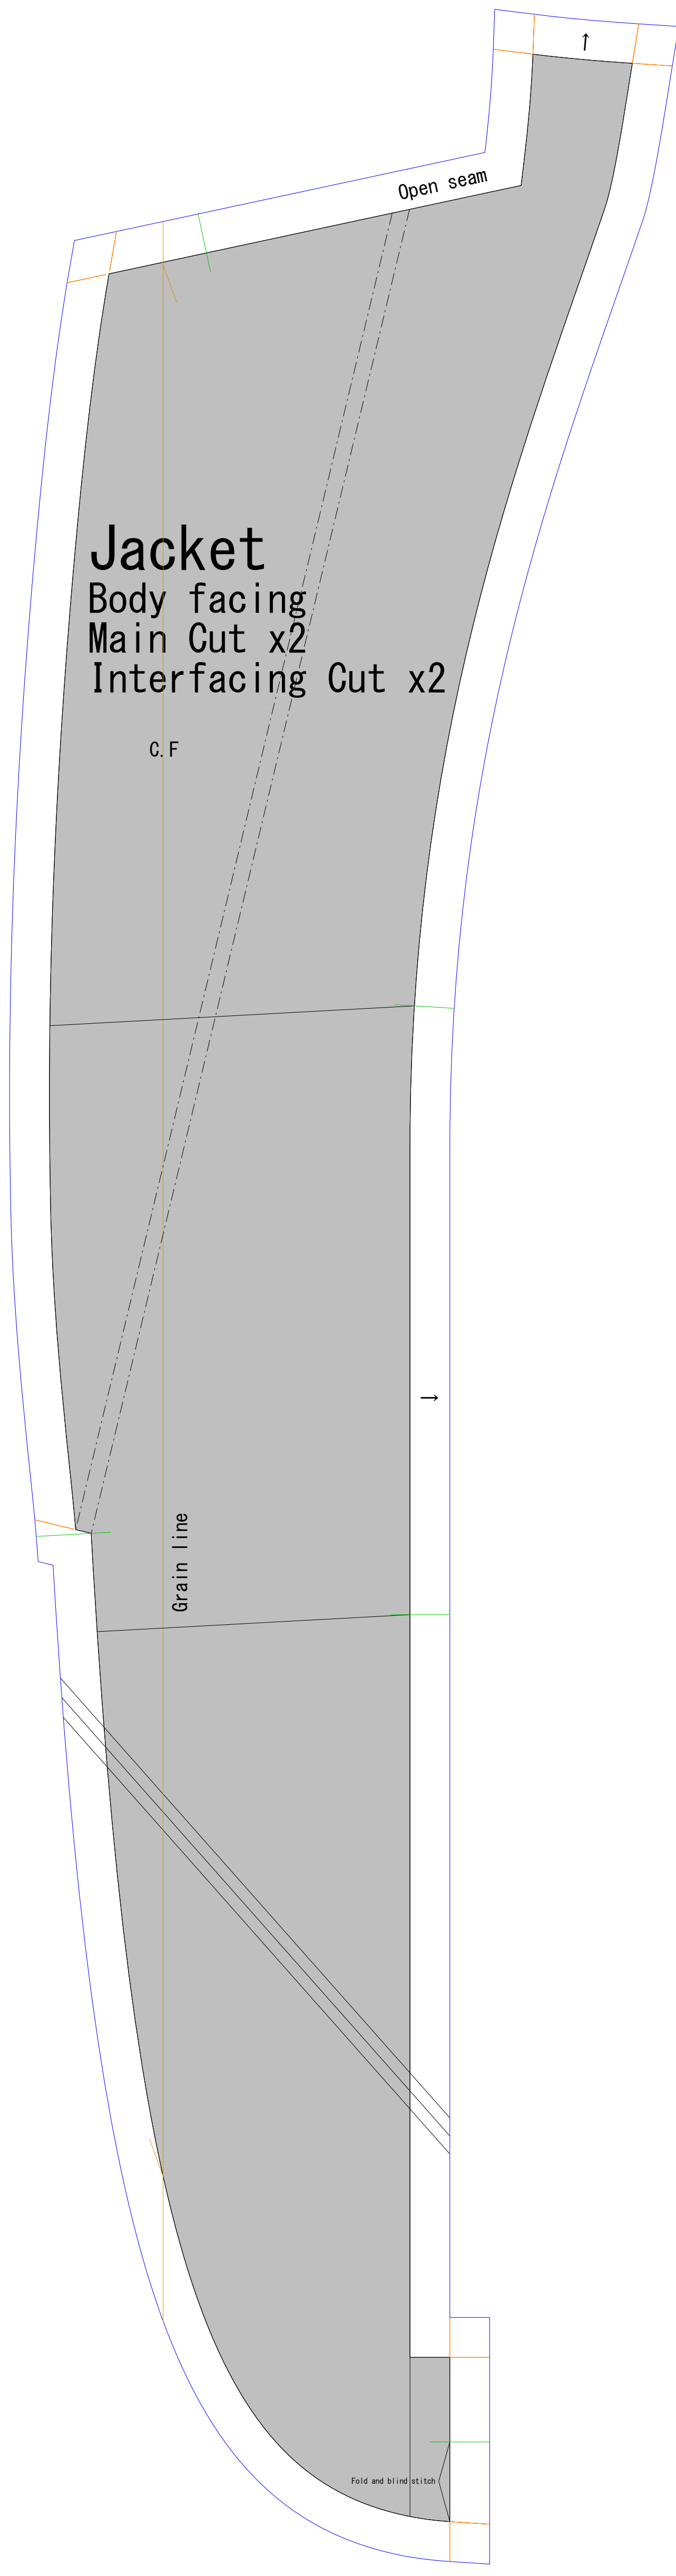 ↑
Open seam
Jacket
Body facing
Main Cut x2
Interfacing Cut x2
C.F
→
Grain line
Fold and blind stitch